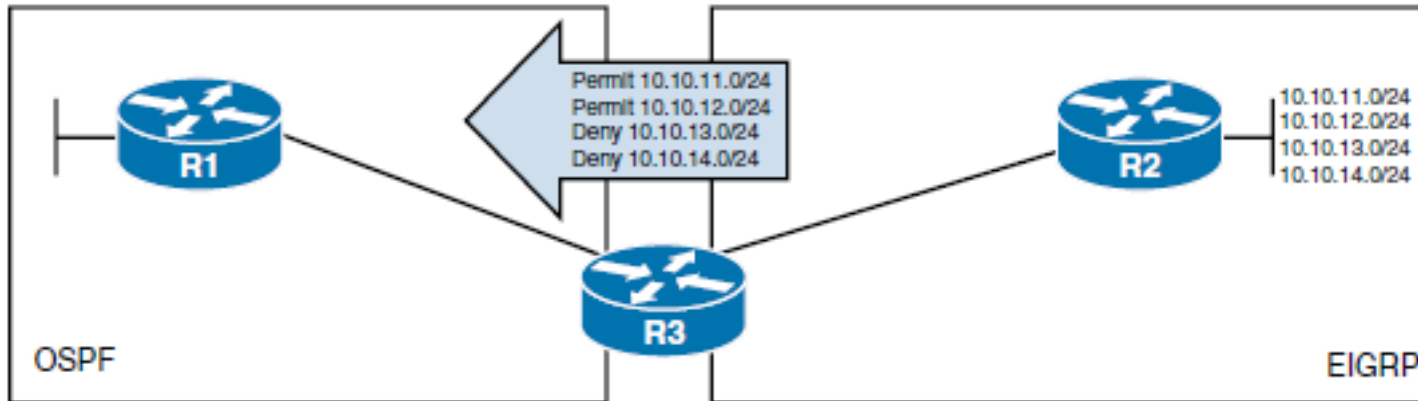 Permit 10.10.11.0/24
Permit 10.10.12.0/24
Deny 10.10.13.0/24
Deny 10.10.14.0/24
R1
R2
10.10.11.0/24
10.10.12.0/24
10.10.13.0/24
10.10.14.0/24
R3
OSPF
EIGRP